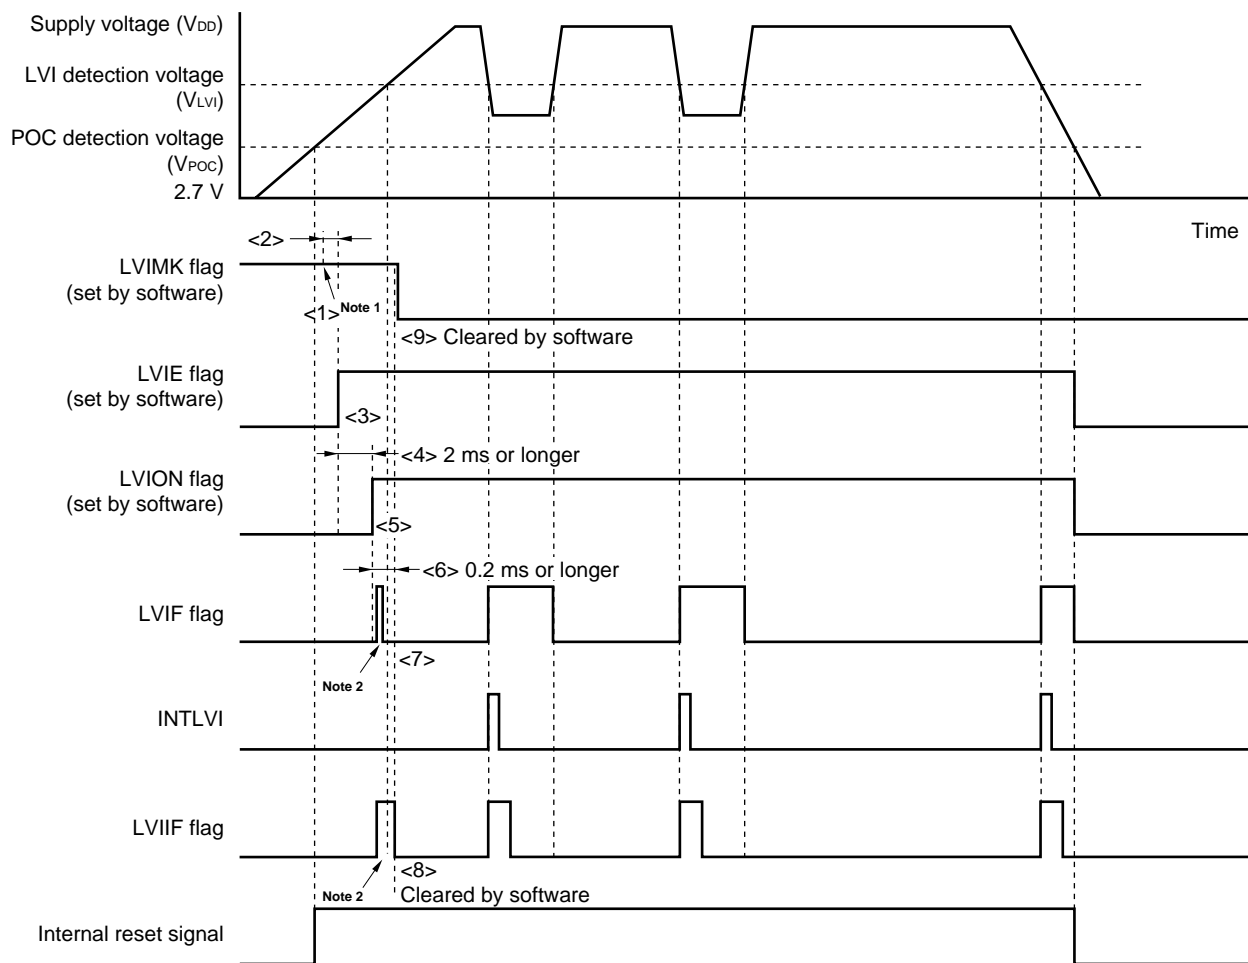 Supply voltage (VDD)
LVI detection voltage
(VLVI)
POC detection voltage
(VPOC)
2.7 V
Time
<2>
LVIMK flag
(set by software)
<1> Note 1
<9> Cleared by software
LVIE flag
(set by software)
<3>
<4> 2 ms or longer
LVION flag
(set by software)
<5>
<6> 0.2 ms or longer
LVIF flag
<7>
Note 2
INTLVI
LVIIF flag
<8>
Note 2
Cleared by software
Internal reset signal